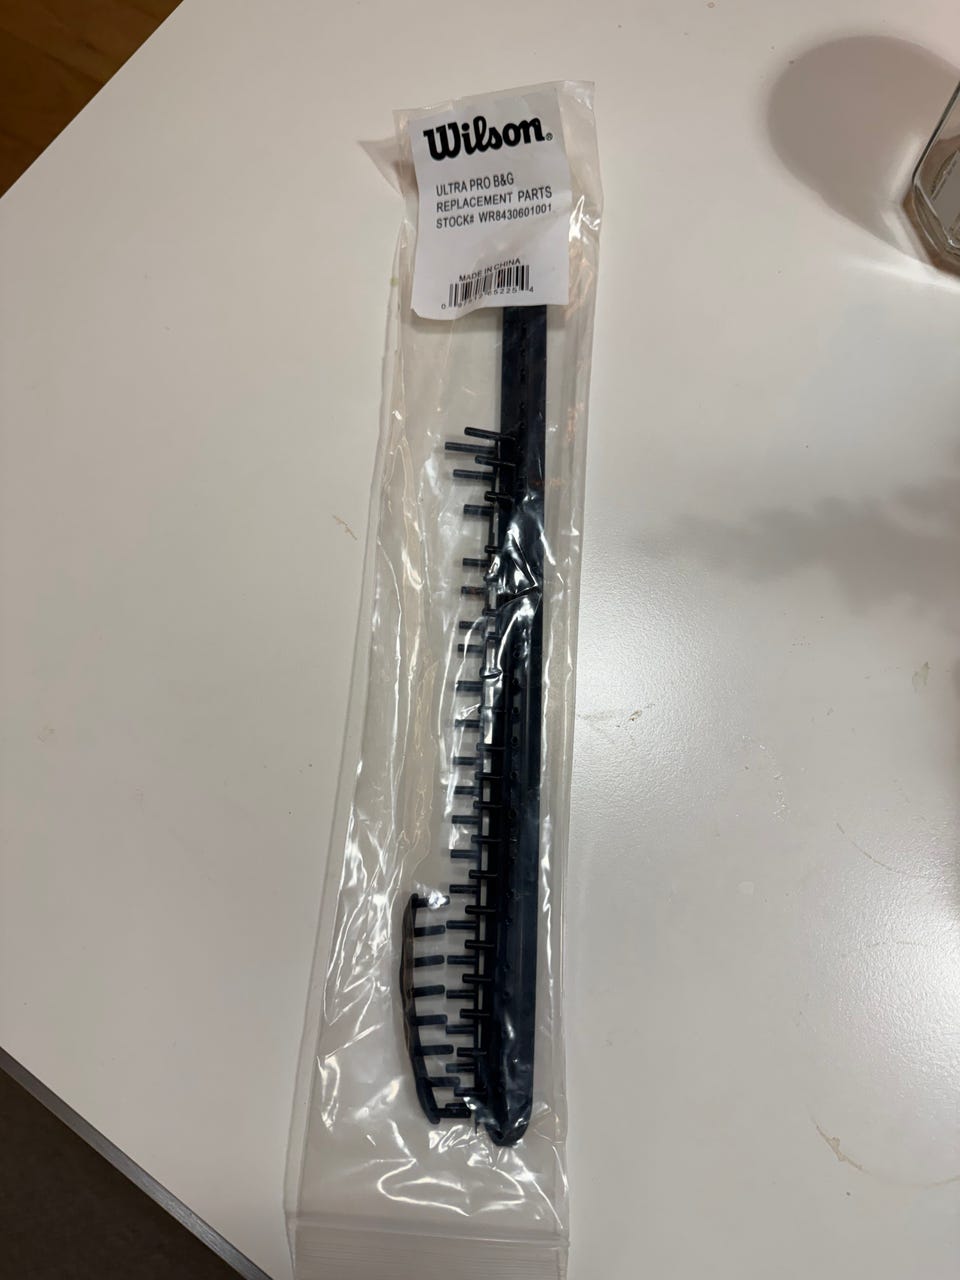 Wilson®
ULTRA PRO B&G
REPLACEMENT PARTS
STOCK# WR8430601001
MADE IN CHINA